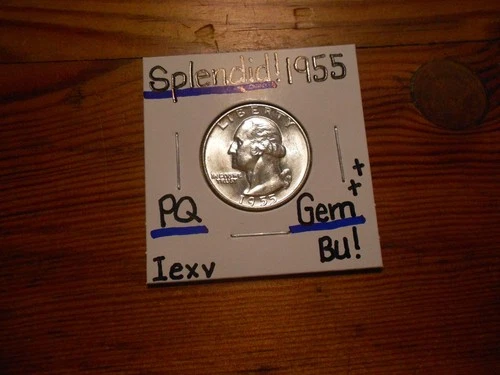 Splendid! 1955
LIBERTY
IN GOD WE
TRUST
1955
PQ
Gem
++
BU!
Iexv